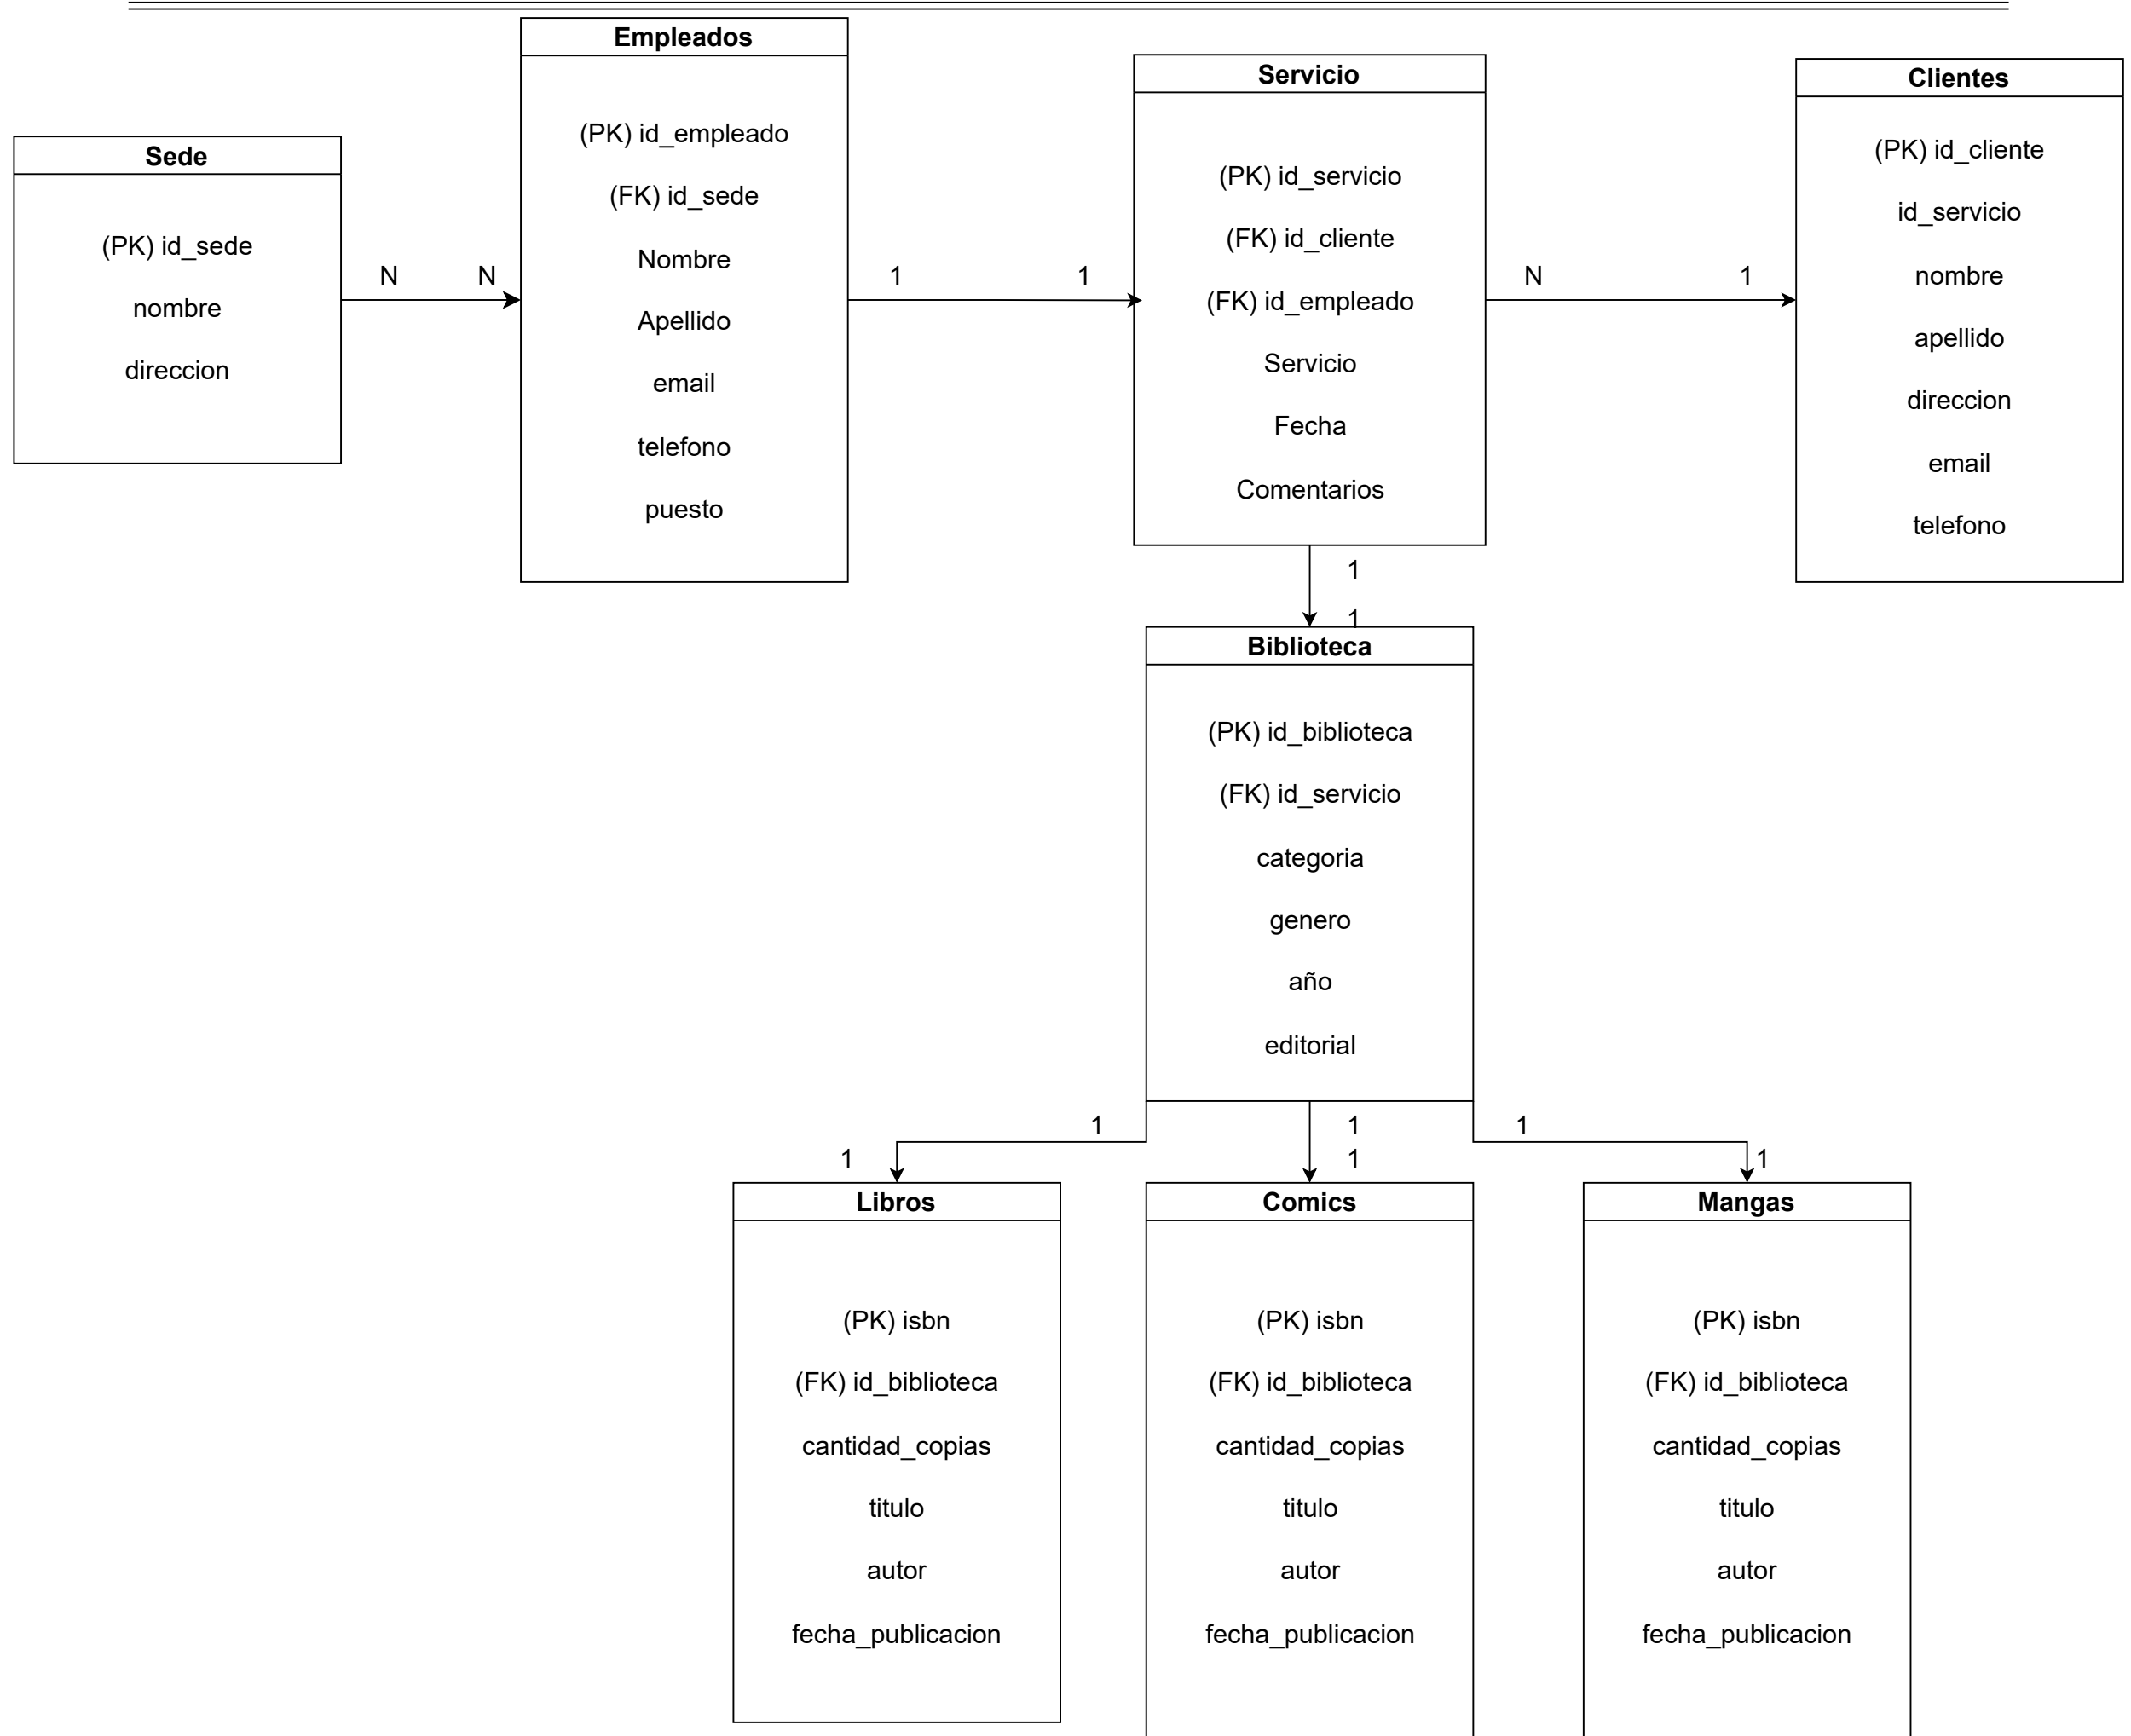 Sede
(PK) id_sede
nombre
direccion
N
N
Empleados
(PK) id_empleado
(FK) id_sede
Nombre
Apellido
email
telefono
puesto
1
1
Servicio
(PK) id_servicio
(FK) id_cliente
(FK) id_empleado
Servicio
Fecha
Comentarios
N
1
Clientes
(PK) id_cliente
id_servicio
nombre
apellido
direccion
email
telefono
1
1
Biblioteca
(PK) id_biblioteca
(FK) id_servicio
categoria
genero
año
editorial
1
1
1
1
1
1
Libros
(PK) isbn
(FK) id_biblioteca
cantidad_copias
titulo
autor
fecha_publicacion
Comics
(PK) isbn
(FK) id_biblioteca
cantidad_copias
titulo
autor
fecha_publicacion
Mangas
(PK) isbn
(FK) id_biblioteca
cantidad_copias
titulo
autor
fecha_publicacion